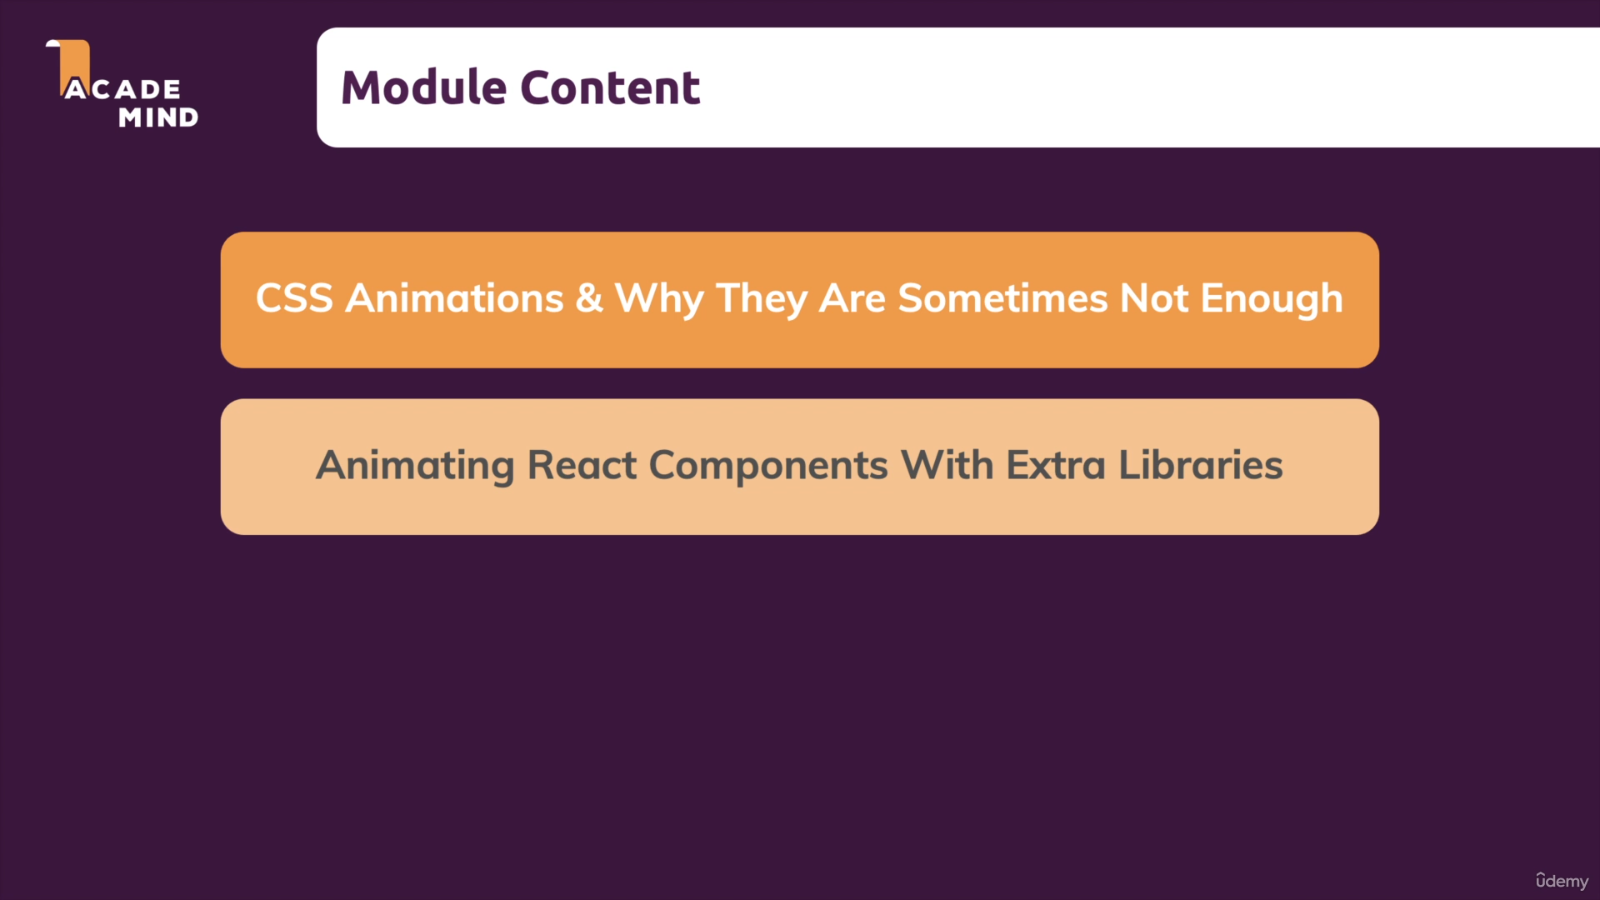 ACADE
MIND
Module Content
CSS Animations & Why They Are Sometimes Not Enough
Animating React Components With Extra Libraries
ûdemy